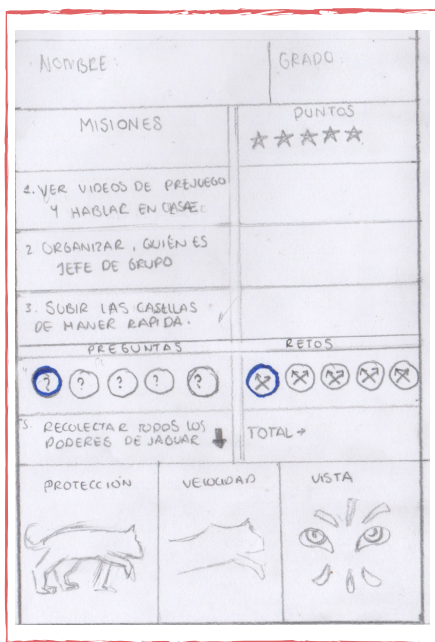 NOMBRE:
GRADO:
MISIONES
PUNTOS
1. VER VIDEOS DE PREJUEGO
Y HABLAR EN CLASE.
2. ORGANIZAR, QUIÉN ES
JEFE DE GRUPO
3. SUBIR LAS CASILLAS
DE MANER RAPIDA.
PREGUNTAS
RETOS
? ? ? ? ?
5. RECOLECTAR TODOS LOS
PODERES DE JAGUAR
TOTAL →
PROTECCIÓN
VELOCIDAD
VISTA